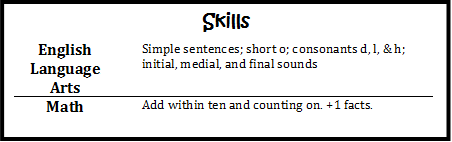 Skills
English
Language
Arts
Simple sentences; short o; consonants d, l, & h;
initial, medial, and final sounds
Math
Add within ten and counting on. +1 facts.